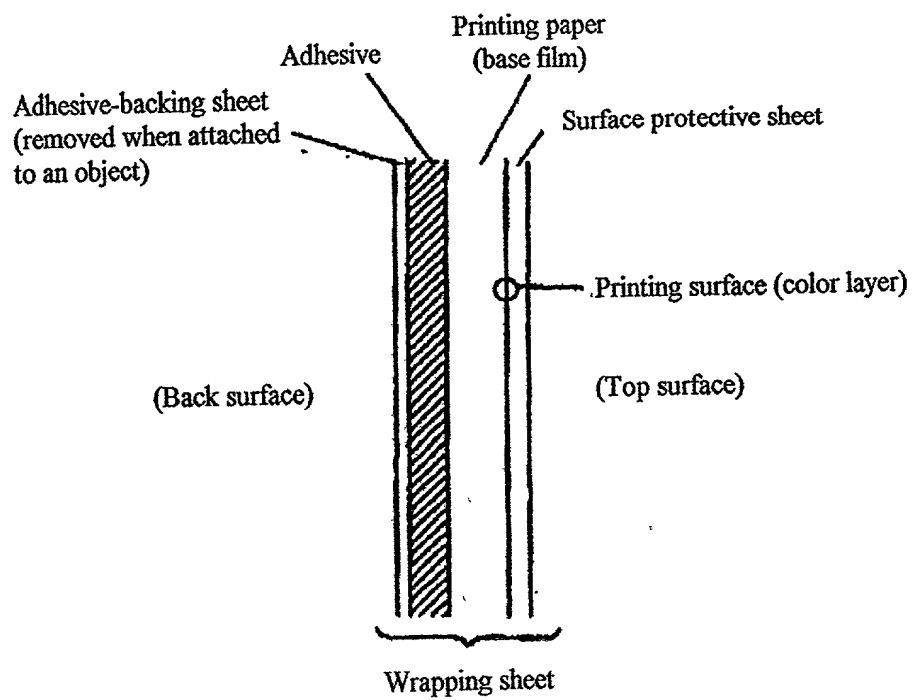 Printing paper
(base film)
Adhesive
Adhesive-backing sheet
(removed when attached
to an object)
Surface protective sheet
Printing surface (color layer)
(Back surface)
(Top surface)
Wrapping sheet